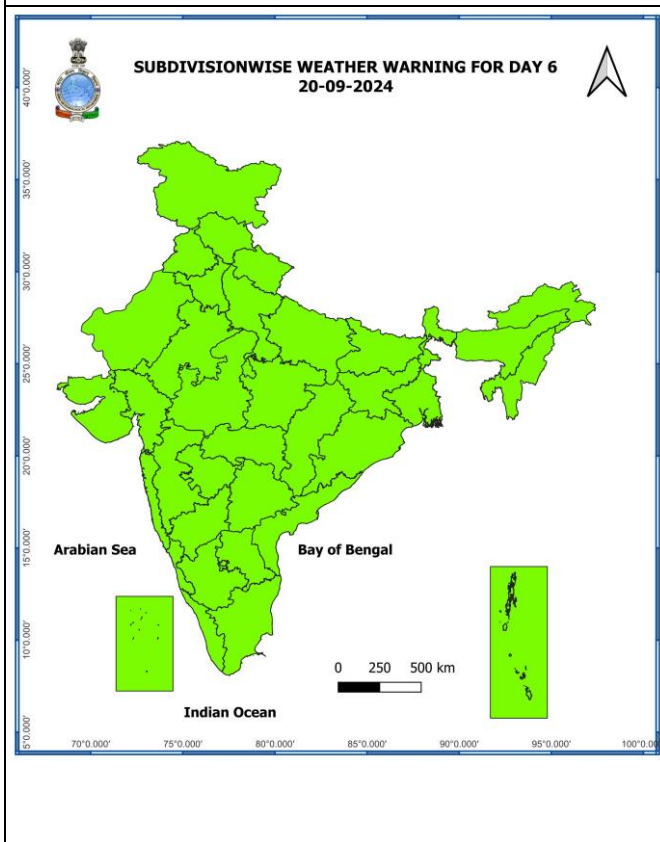 SUBDIVISIONWISE WEATHER WARNING FOR DAY 6
20-09-2024
40°0.000'
35°0.000'
30°0.000'
25°0.000'
20°0.000'
15°0.000'
10°0.000'
5°0.000'
Arabian Sea
Bay of Bengal
0 250 500 km
Indian Ocean
70°0.000' 75°0.000' 80°0.000' 85°0.000' 90°0.000' 95°0.000' 100°0.000'